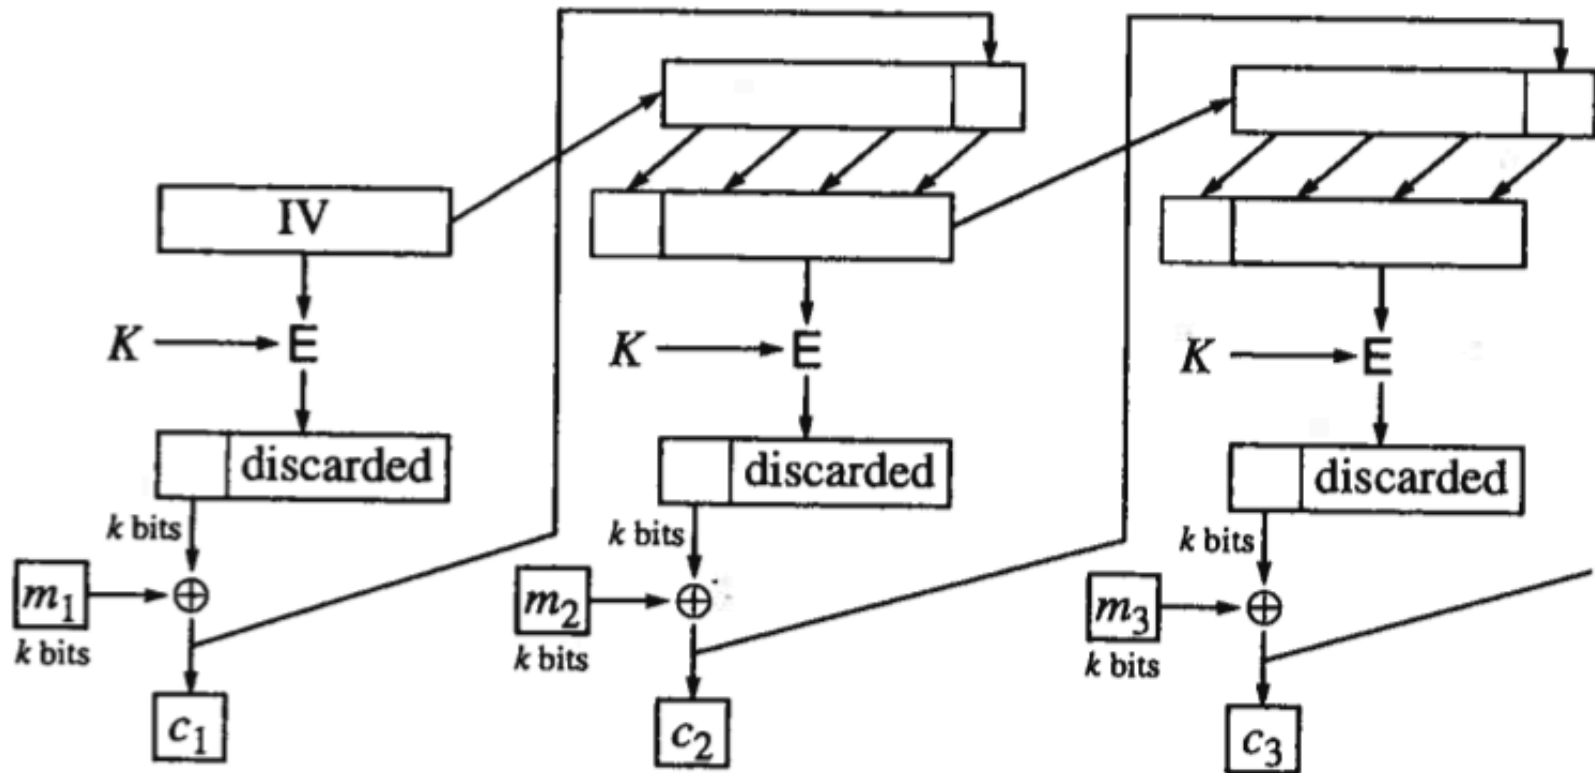 IV
K
E
K
E
K
E
discarded
discarded
discarded
k bits
k bits
k bits
m1
⊕
m2
⊕
m3
⊕
k bits
k bits
k bits
c1
c2
c3